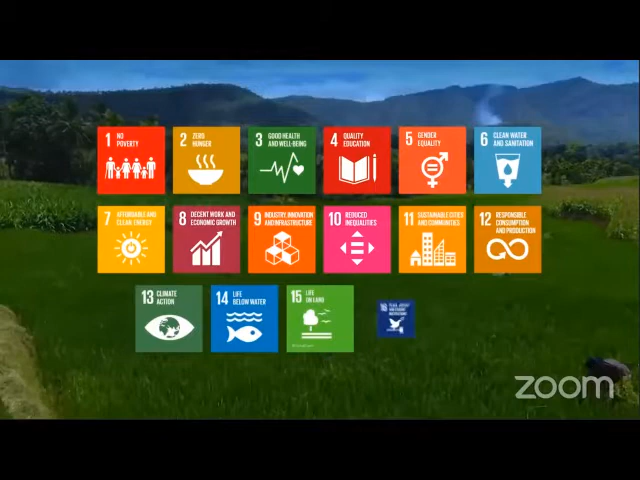 1 NO POVERTY
2 ZERO HUNGER
3 GOOD HEALTH AND WELL-BEING
4 QUALITY EDUCATION
5 GENDER EQUALITY
6 CLEAN WATER AND SANITATION
7 AFFORDABLE AND CLEAN ENERGY
8 DECENT WORK AND ECONOMIC GROWTH
9 INDUSTRY, INNOVATION AND INFRASTRUCTURE
10 REDUCED INEQUALITIES
11 SUSTAINABLE CITIES AND COMMUNITIES
12 RESPONSIBLE CONSUMPTION AND PRODUCTION
13 CLIMATE ACTION
14 LIFE BELOW WATER
15 LIFE ON LAND
zoom